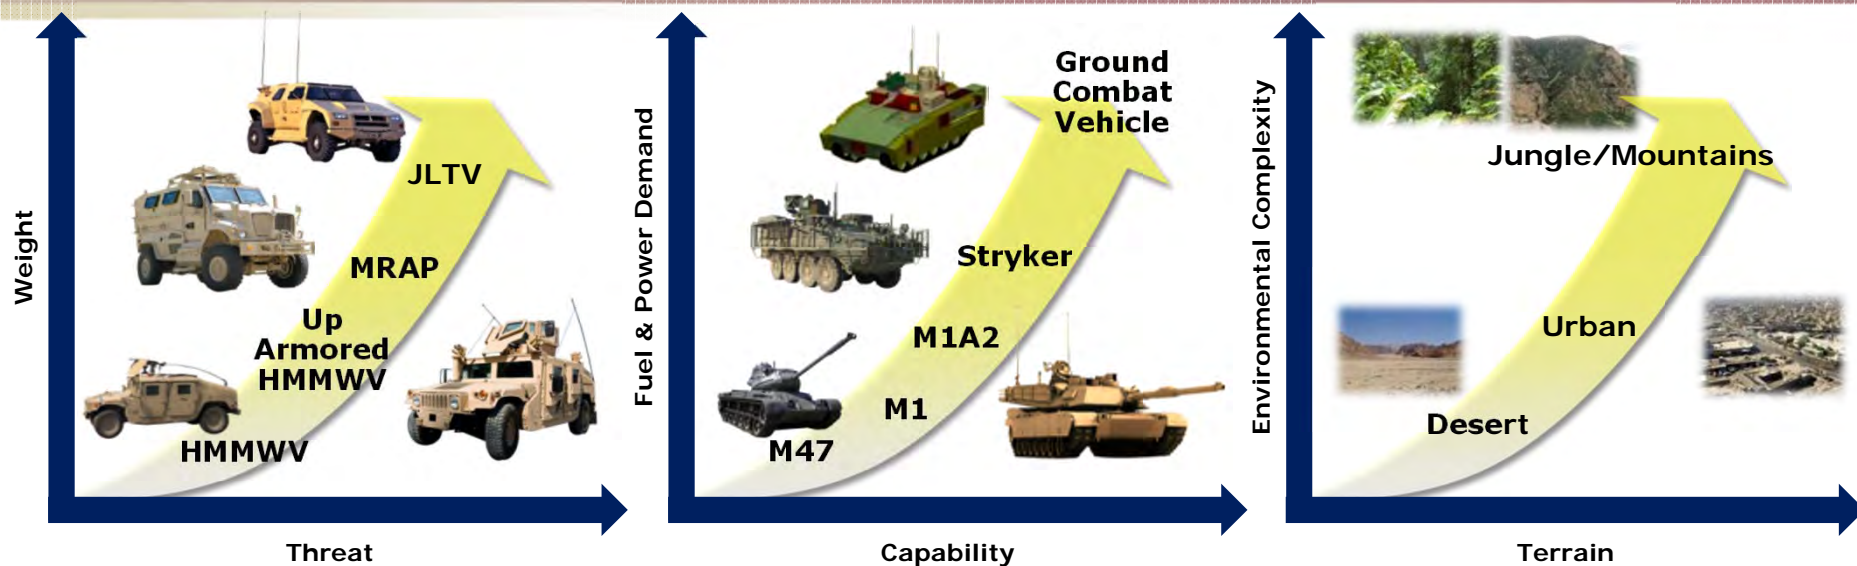 Weight
JLTV
MRAP
Up
Armored
HMMWV
HMMWV
Threat
Fuel & Power Demand
Ground
Combat
Vehicle
Stryker
M1A2
M1
M47
Capability
Environmental Complexity
Jungle/Mountains
Urban
Desert
Terrain